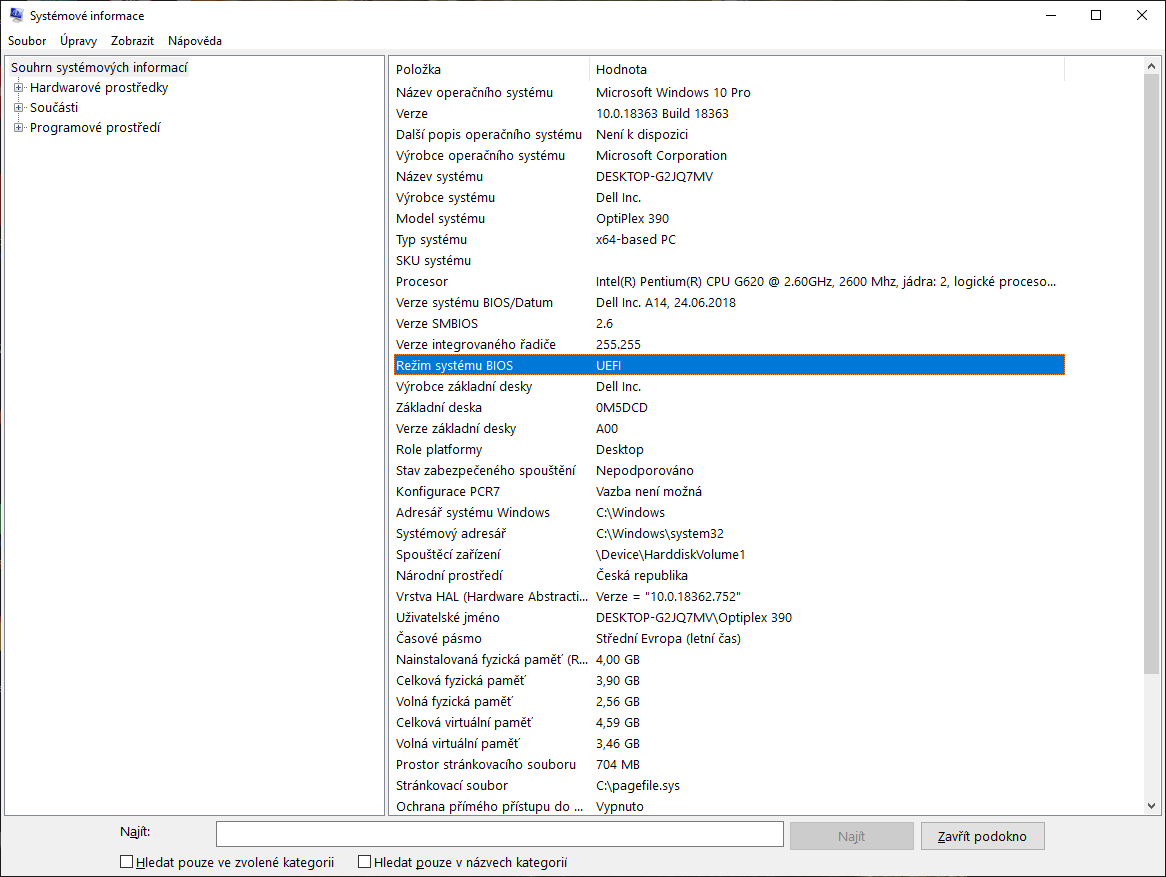 Systémové informace
Soubor Úpravy Zobrazit Nápověda
Souhrn systémových informací
Hardwarové prostředky
Součásti
Programové prostředí
Položka Hodnota
Název operačního systému Microsoft Windows 10 Pro
Verze 10.0.18363 Build 18363
Další popis operačního systému Není k dispozici
Výrobce operačního systému Microsoft Corporation
Název systému DESKTOP-G2JQ7MV
Výrobce systému Dell Inc.
Model systému OptiPlex 390
Typ systému x64-based PC
SKU systému
Procesor Intel(R) Pentium(R) CPU G620 @ 2.60GHz, 2600 Mhz, jádra: 2, logické proceso...
Verze systému BIOS/Datum Dell Inc. A14, 24.06.2018
Verze SMBIOS 2.6
Verze integrovaného řadiče 255.255
Režim systému BIOS UEFI
Výrobce základní desky Dell Inc.
Základní deska 0M5DCD
Verze základní desky A00
Role platformy Desktop
Stav zabezpečeného spouštění Nepodporováno
Konfigurace PCR7 Vazba není možná
Adresář systému Windows C:\Windows
Systémový adresář C:\Windows\system32
Spouštěcí zařízení \Device\HarddiskVolume1
Národní prostředí Česká republika
Vrstva HAL (Hardware Abstracti... Verze = "10.0.18362.752"
Uživatelské jméno DESKTOP-G2JQ7MV\Optiplex 390
Časové pásmo Střední Evropa (letní čas)
Nainstalovaná fyzická paměť (R... 4,00 GB
Celková fyzická paměť 3,90 GB
Volná fyzická paměť 2,56 GB
Celková virtuální paměť 4,59 GB
Volná virtuální paměť 3,46 GB
Prostor stránkovacího souboru 704 MB
Stránkovací soubor C:\pagefile.sys
Ochrana přímého přístupu do ... Vypnuto
Najít: Najít Zavřít podokno
Hledat pouze ve zvolené kategorii Hledat pouze v názvech kategorií